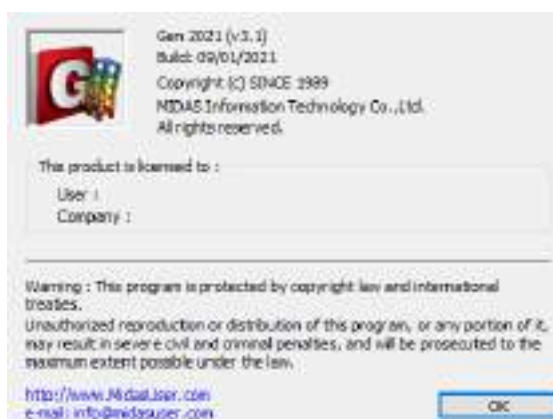 Gen 2021 (v3.1)
Build: 09/01/2021
Copyright (c) SINCE 1989
MIDAS Information Technology Co.,Ltd.
All rights reserved.
This product is licensed to :
User :
Company :
Warning : This program is protected by copyright law and international
treaties.
Unauthorized reproduction or distribution of this program, or any portion of it,
may result in severe civil and criminal penalties, and will be prosecuted to the
maximum extent possible under the law.
http://www.MidasUser.com
e-mail: info@midasuser.com
OK